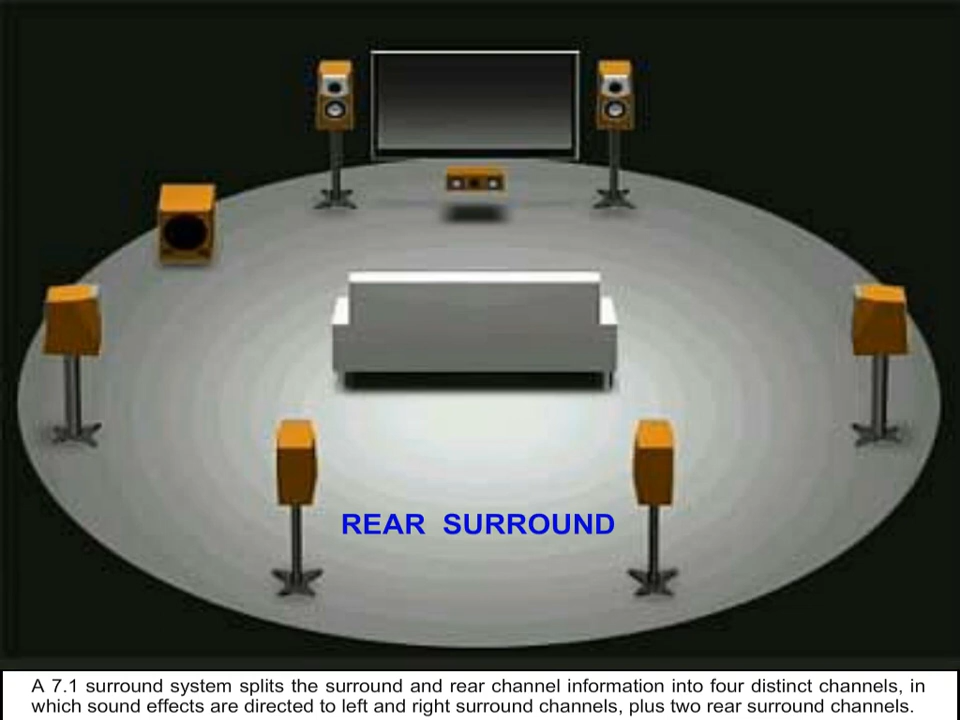 REAR SURROUND
A 7.1 surround system splits the surround and rear channel information into four distinct channels, in
which sound effects are directed to left and right surround channels, plus two rear surround channels.